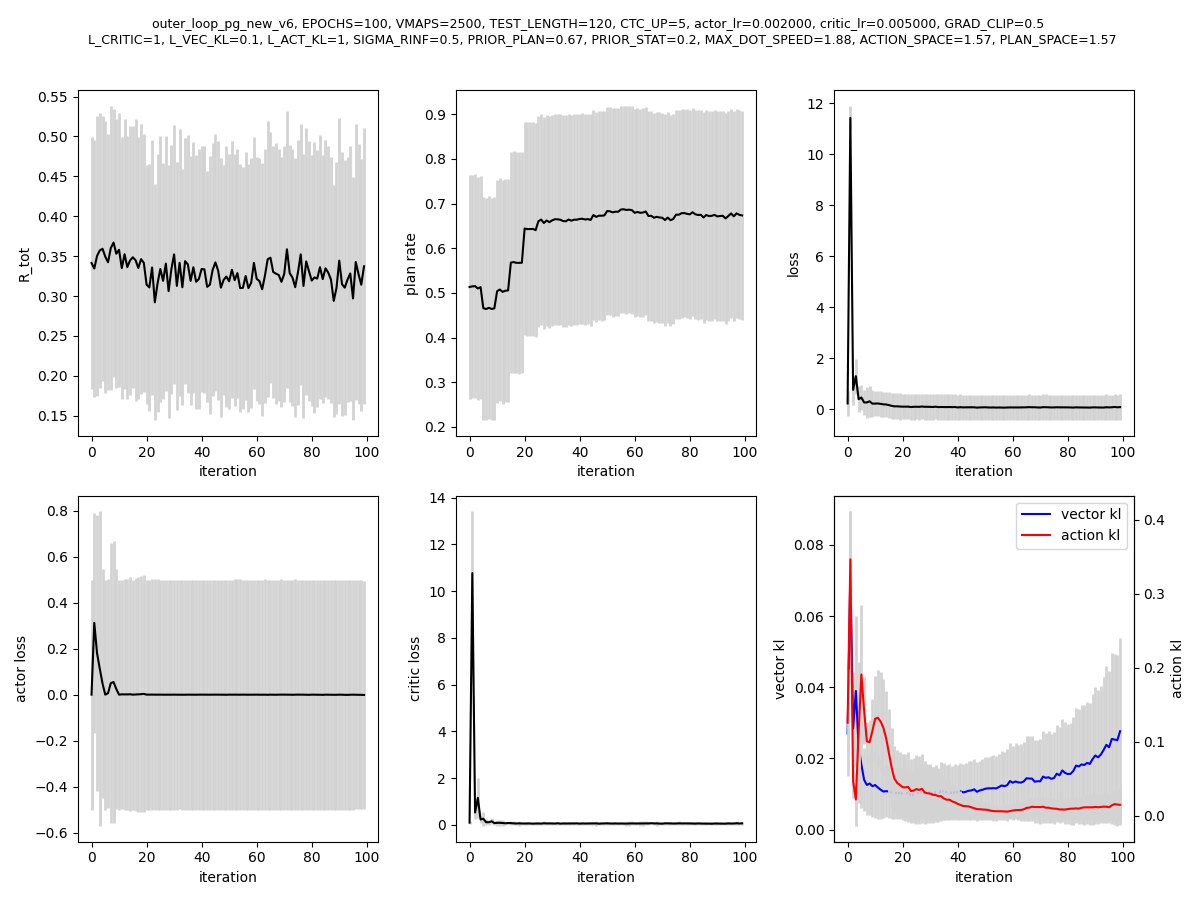 outer_loop_pg_new_v6, EPOCHS=100, VMAPS=2500, TEST_LENGTH=120, CTC_UP=5, actor_lr=0.002000, critic_lr=0.005000, GRAD_CLIP=0.5
L_CRITIC=1, L_VEC_KL=0.1, L_ACT_KL=1, SIGMA_RINF=0.5, PRIOR_PLAN=0.67, PRIOR_STAT=0.2, MAX_DOT_SPEED=1.88, ACTION_SPACE=1.57, PLAN_SPACE=1.57
R_tot
0.55
0.50
0.45
0.40
0.35
0.30
0.25
0.20
0.15
0 20 40 60 80 100
iteration
plan rate
0.9
0.8
0.7
0.6
0.5
0.4
0.3
0.2
0 20 40 60 80 100
iteration
loss
12
10
8
6
4
2
0
0 20 40 60 80 100
iteration
actor loss
0.8
0.6
0.4
0.2
0.0
−0.2
−0.4
−0.6
0 20 40 60 80 100
iteration
critic loss
14
12
10
8
6
4
2
0
0 20 40 60 80 100
iteration
vector kl
0.08
0.06
0.04
0.02
0.00
0 20 40 60 80 100
iteration
vector kl
action kl
0.4
0.3
0.2
0.1
0.0
action kl